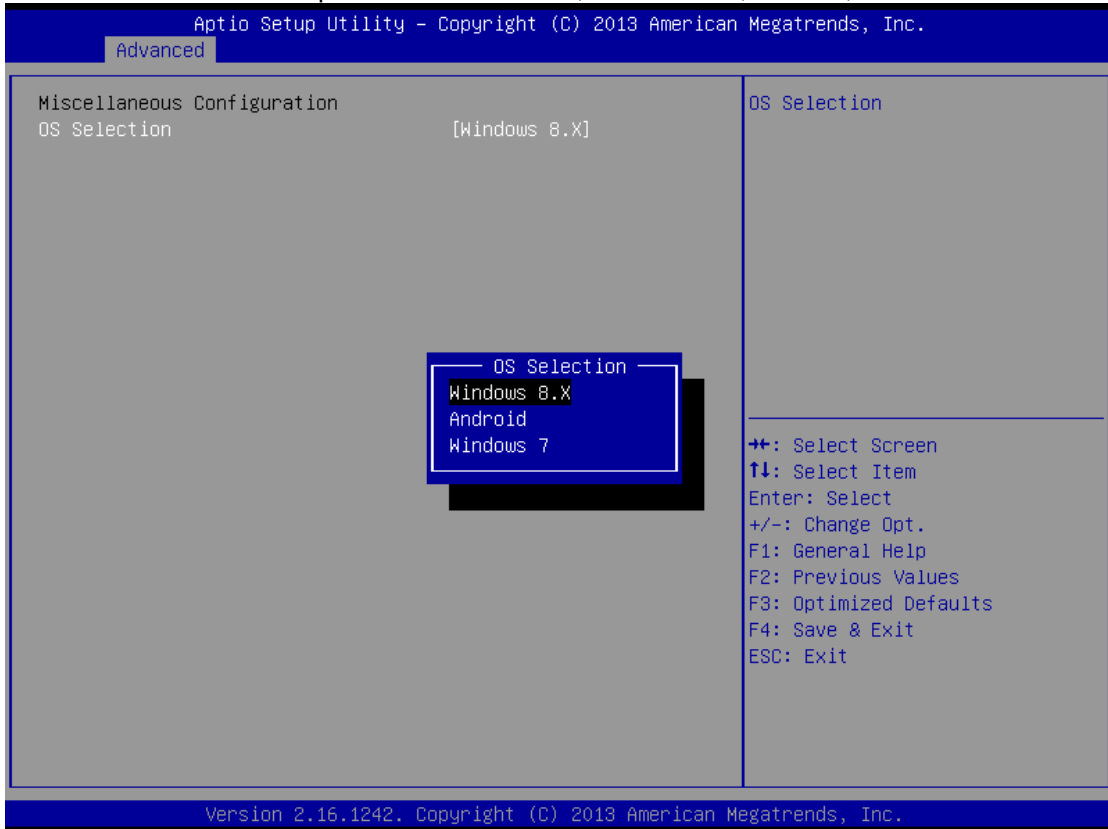 Aptio Setup Utility – Copyright (C) 2013 American Megatrends, Inc.
Advanced
Miscellaneous Configuration
OS Selection [Windows 8.X]
OS Selection
Windows 8.X
Android
Windows 7
OS Selection
→←: Select Screen
↑↓: Select Item
Enter: Select
+/-: Change Opt.
F1: General Help
F2: Previous Values
F3: Optimized Defaults
F4: Save & Exit
ESC: Exit
Version 2.16.1242. Copyright (C) 2013 American Megatrends, Inc.